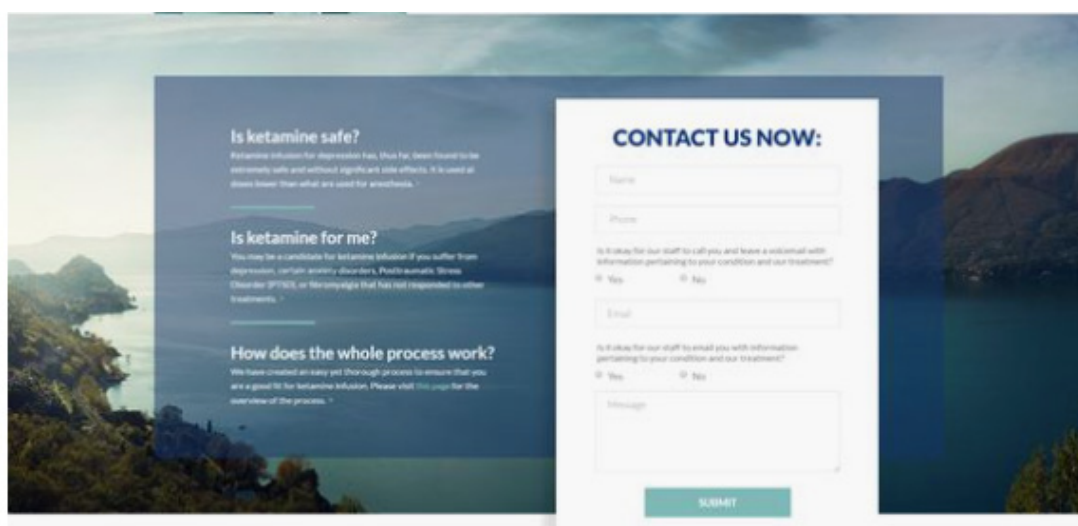 Is ketamine safe?
Ketamine infusion for depression has, thus far, been found to be
extremely safe and without significant side effects. It is used at
doses lower than what are used for anesthesia. >
Is ketamine for me?
You may be a candidate for ketamine infusion if you suffer from
depression, certain anxiety disorders, Posttraumatic Stress
Disorder (PTSD), or fibromyalgia that has not responded to other
treatments. >
How does the whole process work?
We have created an easy yet thorough process to ensure that you
are a good fit for ketamine infusion. Please visit this page for the
overview of the process. >
CONTACT US NOW:
Name
Phone
Is it okay for our staff to call you and leave a voicemail with
information pertaining to your condition and our treatment?
Yes No
Email
Is it okay for our staff to email you with information
pertaining to your condition and our treatment?
Yes No
Message
SUBMIT